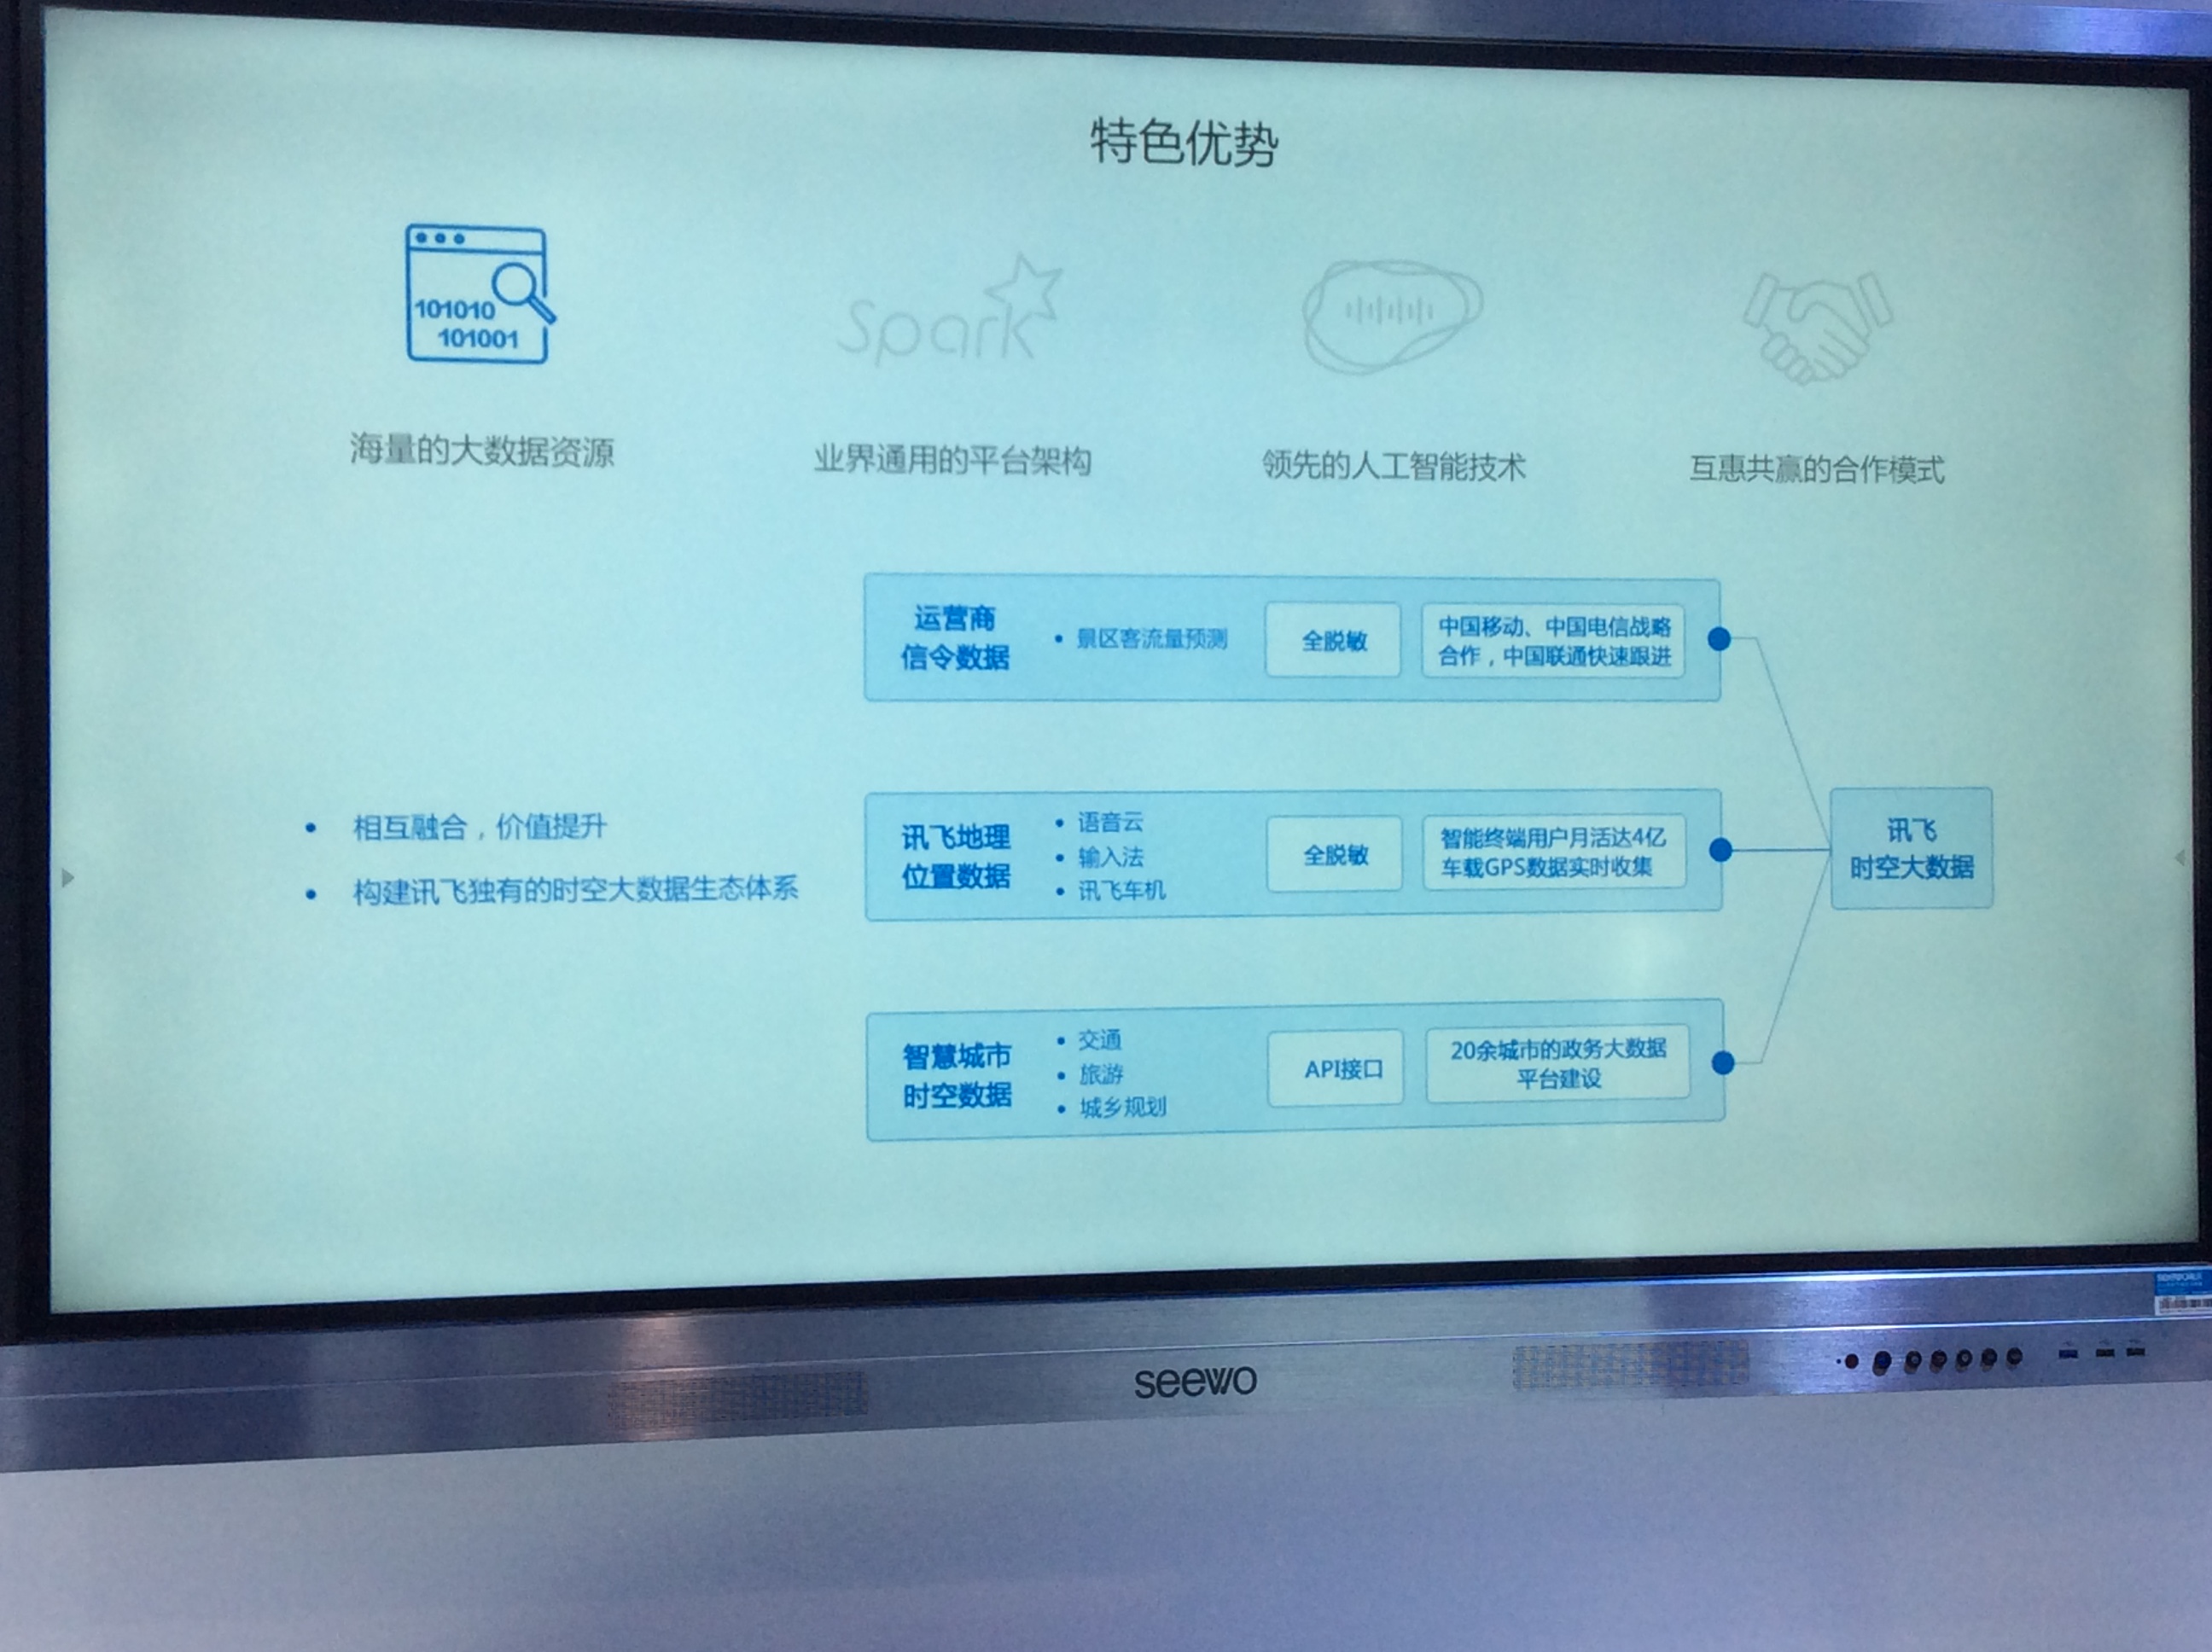 特色优势
101010
101001
Spark
海量的大数据资源
业界通用的平台架构
领先的人工智能技术
互惠共赢的合作模式
相互融合，价值提升
构建讯飞独有的时空大数据生态体系
运营商
信令数据
景区客流量预测
全脱敏
中国移动、中国电信战略
合作，中国联通快速跟进
讯飞地理
位置数据
语音云
输入法
讯飞车机
全脱敏
智能终端用户月活达4亿
车载GPS数据实时收集
智慧城市
时空数据
交通
旅游
城乡规划
API接口
20余城市的政务大数据
平台建设
讯飞
时空大数据
seewo